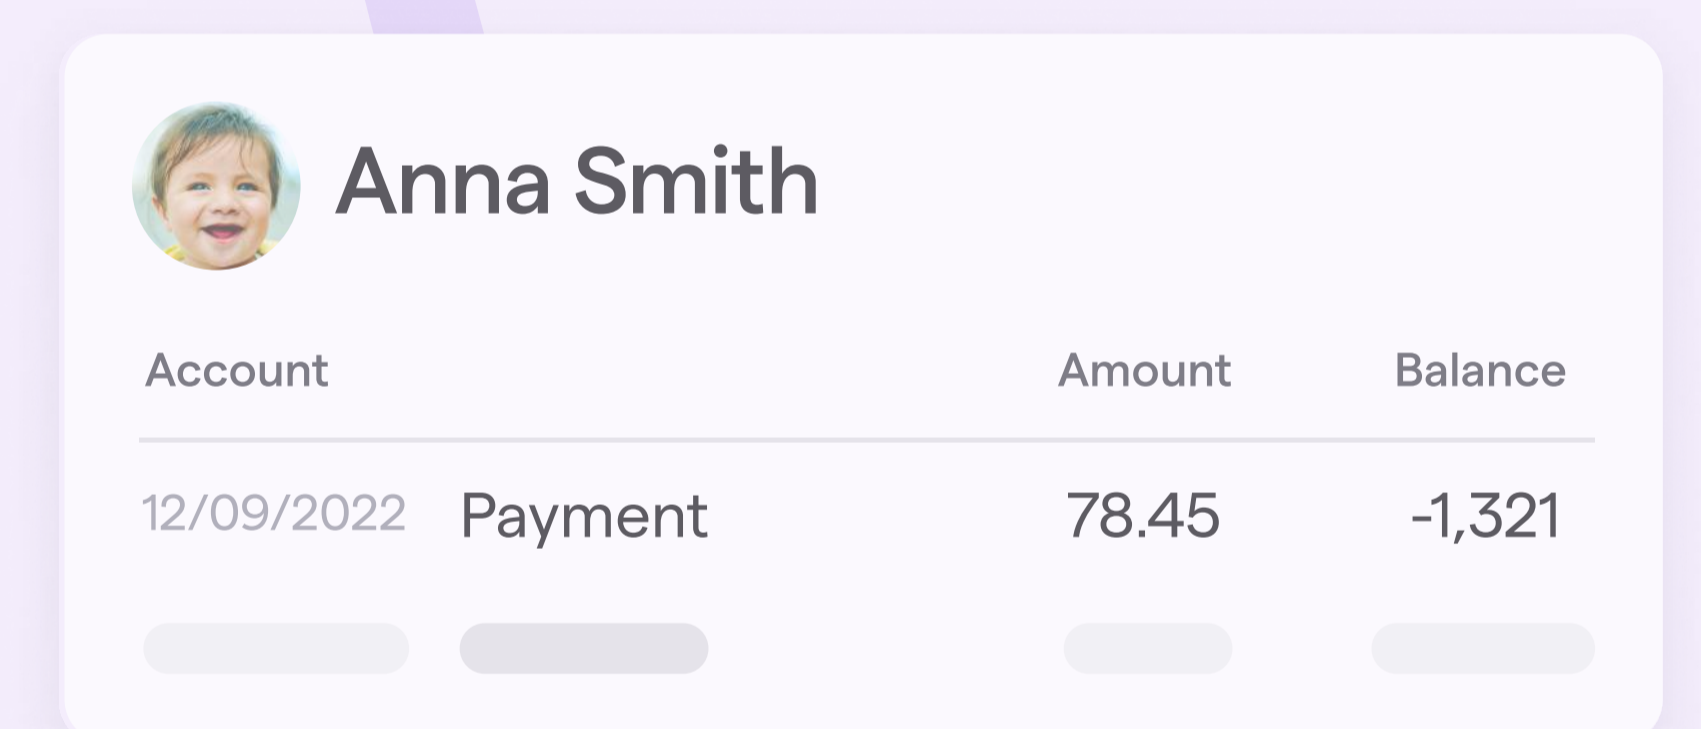 Anna Smith
Account Amount Balance
12/09/2022 Payment 78.45 -1,321